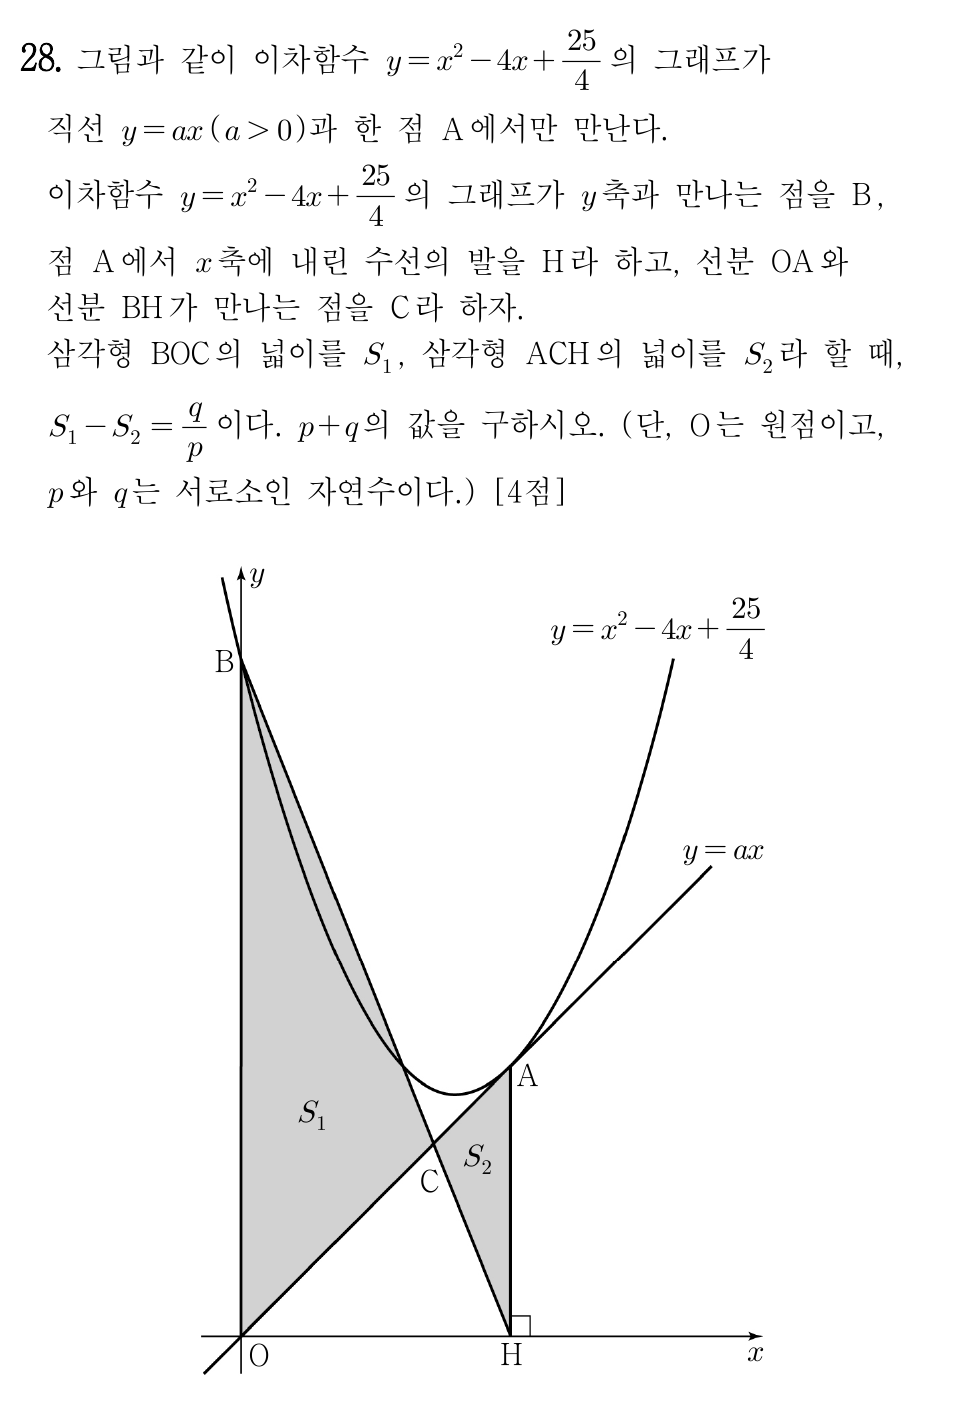 28. 그림과 같이 이차함수 y=x²-4x+25/4 의 그래프가
직선 y=ax(a>0)과 한 점 A에서만 만난다.
이차함수 y=x²-4x+25/4 의 그래프가 y축과 만나는 점을 B,
점 A에서 x축에 내린 수선의 발을 H라 하고, 선분 OA와
선분 BH가 만나는 점을 C라 하자.
삼각형 BOC의 넓이를 S₁, 삼각형 ACH의 넓이를 S₂라 할 때,
S₁-S₂=q/p 이다. p+q의 값을 구하시오. (단, O는 원점이고,
p와 q는 서로소인 자연수이다.) [4점]
y
y=x²-4x+25/4
B
y=ax
A
S₁
S₂
C
O
H
x